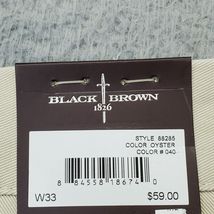 BLACK BROWN
1826
STYLE 88285
COLOR OYSTER
COLOR # 040
8 84558 18674 0
W33 $59.00